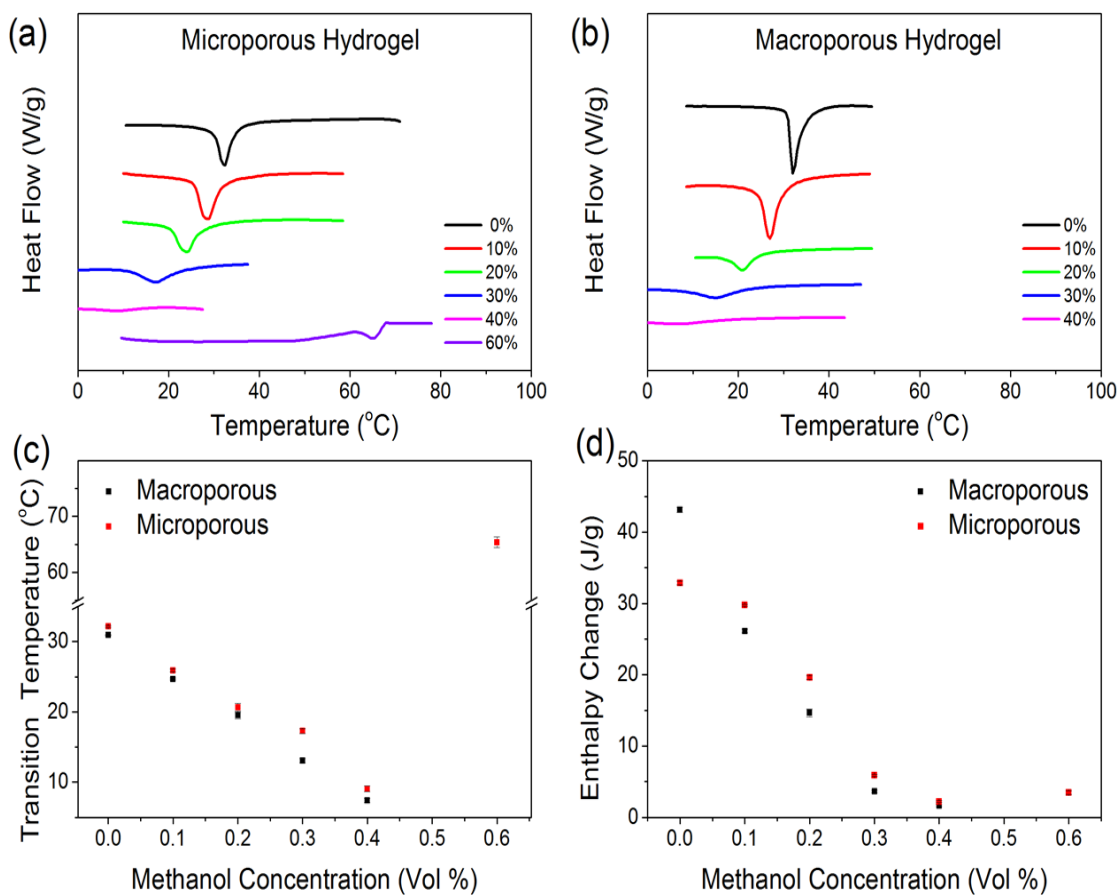 (a)
Microporous Hydrogel
Heat Flow (W/g)
0%
10%
20%
30%
40%
60%
0 20 40 60 80 100
Temperature (°C)
(b)
Macroporous Hydrogel
Heat Flow (W/g)
0%
10%
20%
30%
40%
0 20 40 60 80 100
Temperature (°C)
(c)
Macroporous
Microporous
Transition Temperature (°C)
70
60
30
20
10
0.0 0.1 0.2 0.3 0.4 0.5 0.6
Methanol Concentration (Vol %)
(d)
Macroporous
Microporous
Enthalpy Change (J/g)
50
40
30
20
10
0
0.0 0.1 0.2 0.3 0.4 0.5 0.6
Methanol Concentration (Vol %)